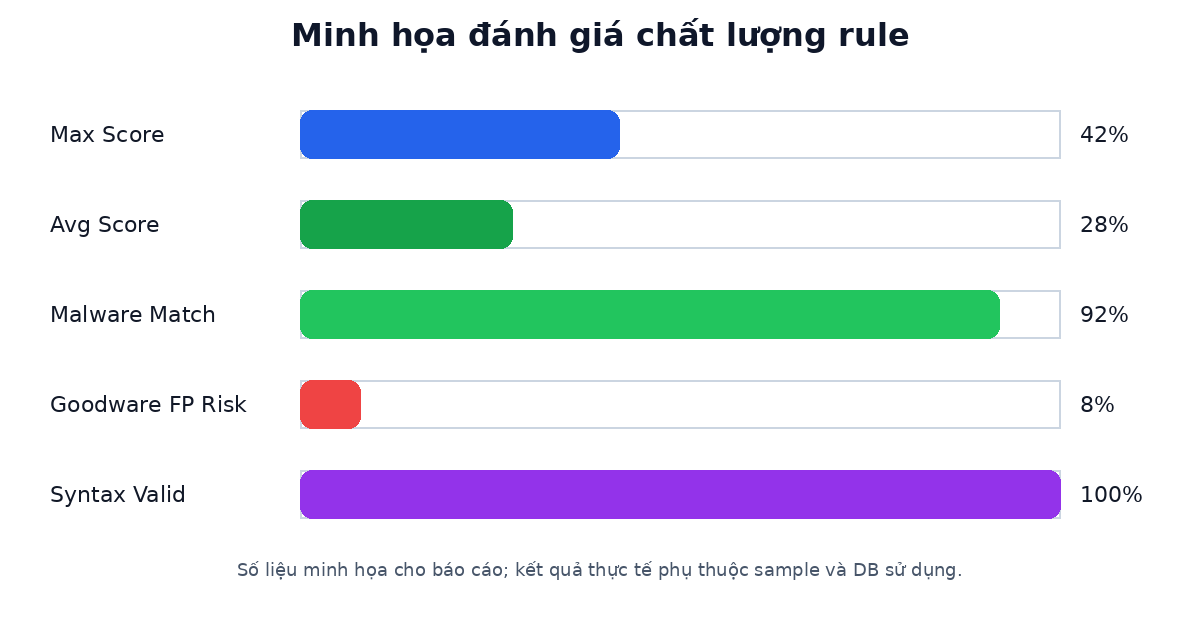 Minh họa đánh giá chất lượng rule
Max Score 42%
Avg Score 28%
Malware Match 92%
Goodware FP Risk 8%
Syntax Valid 100%
Số liệu minh họa cho báo cáo; kết quả thực tế phụ thuộc sample và DB sử dụng.